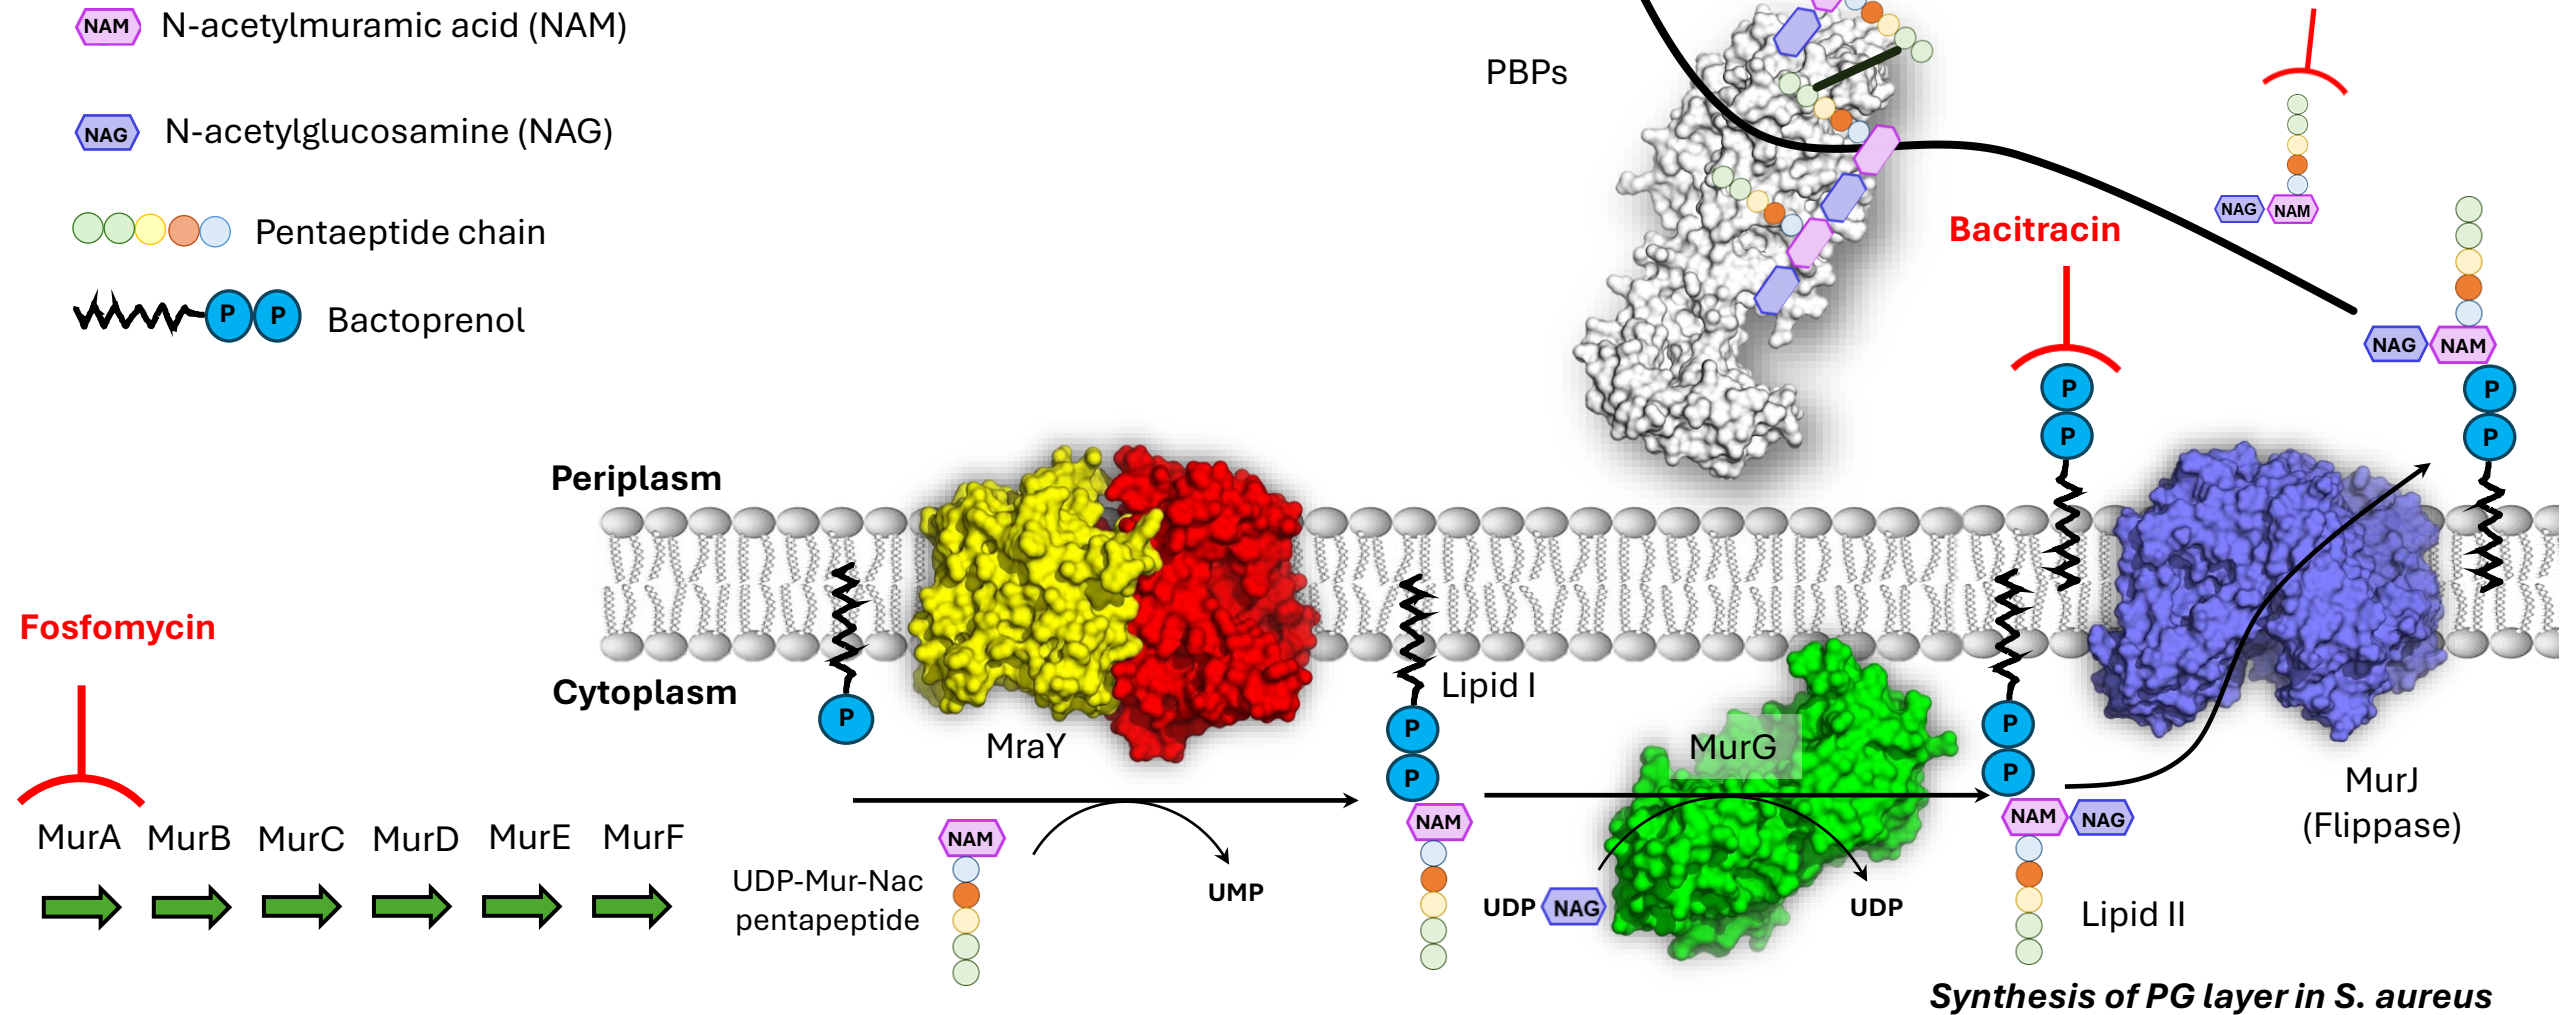 NAM N-acetylmuramic acid (NAM)
NAG N-acetylglucosamine (NAG)
Pentaeptide chain
P P Bactoprenol
PBPs
Bacitracin
NAG NAM
NAG NAM
P
P
P
P
Periplasm
Cytoplasm
Fosfomycin
MurA MurB MurC MurD MurE MurF
P
MraY
UDP-Mur-Nac
pentapeptide
NAM
UMP
Lipid I
P
P
NAM
MurG
UDP NAG
UDP
P
P
NAM NAG
Lipid II
MurJ
(Flippase)
Synthesis of PG layer in S. aureus